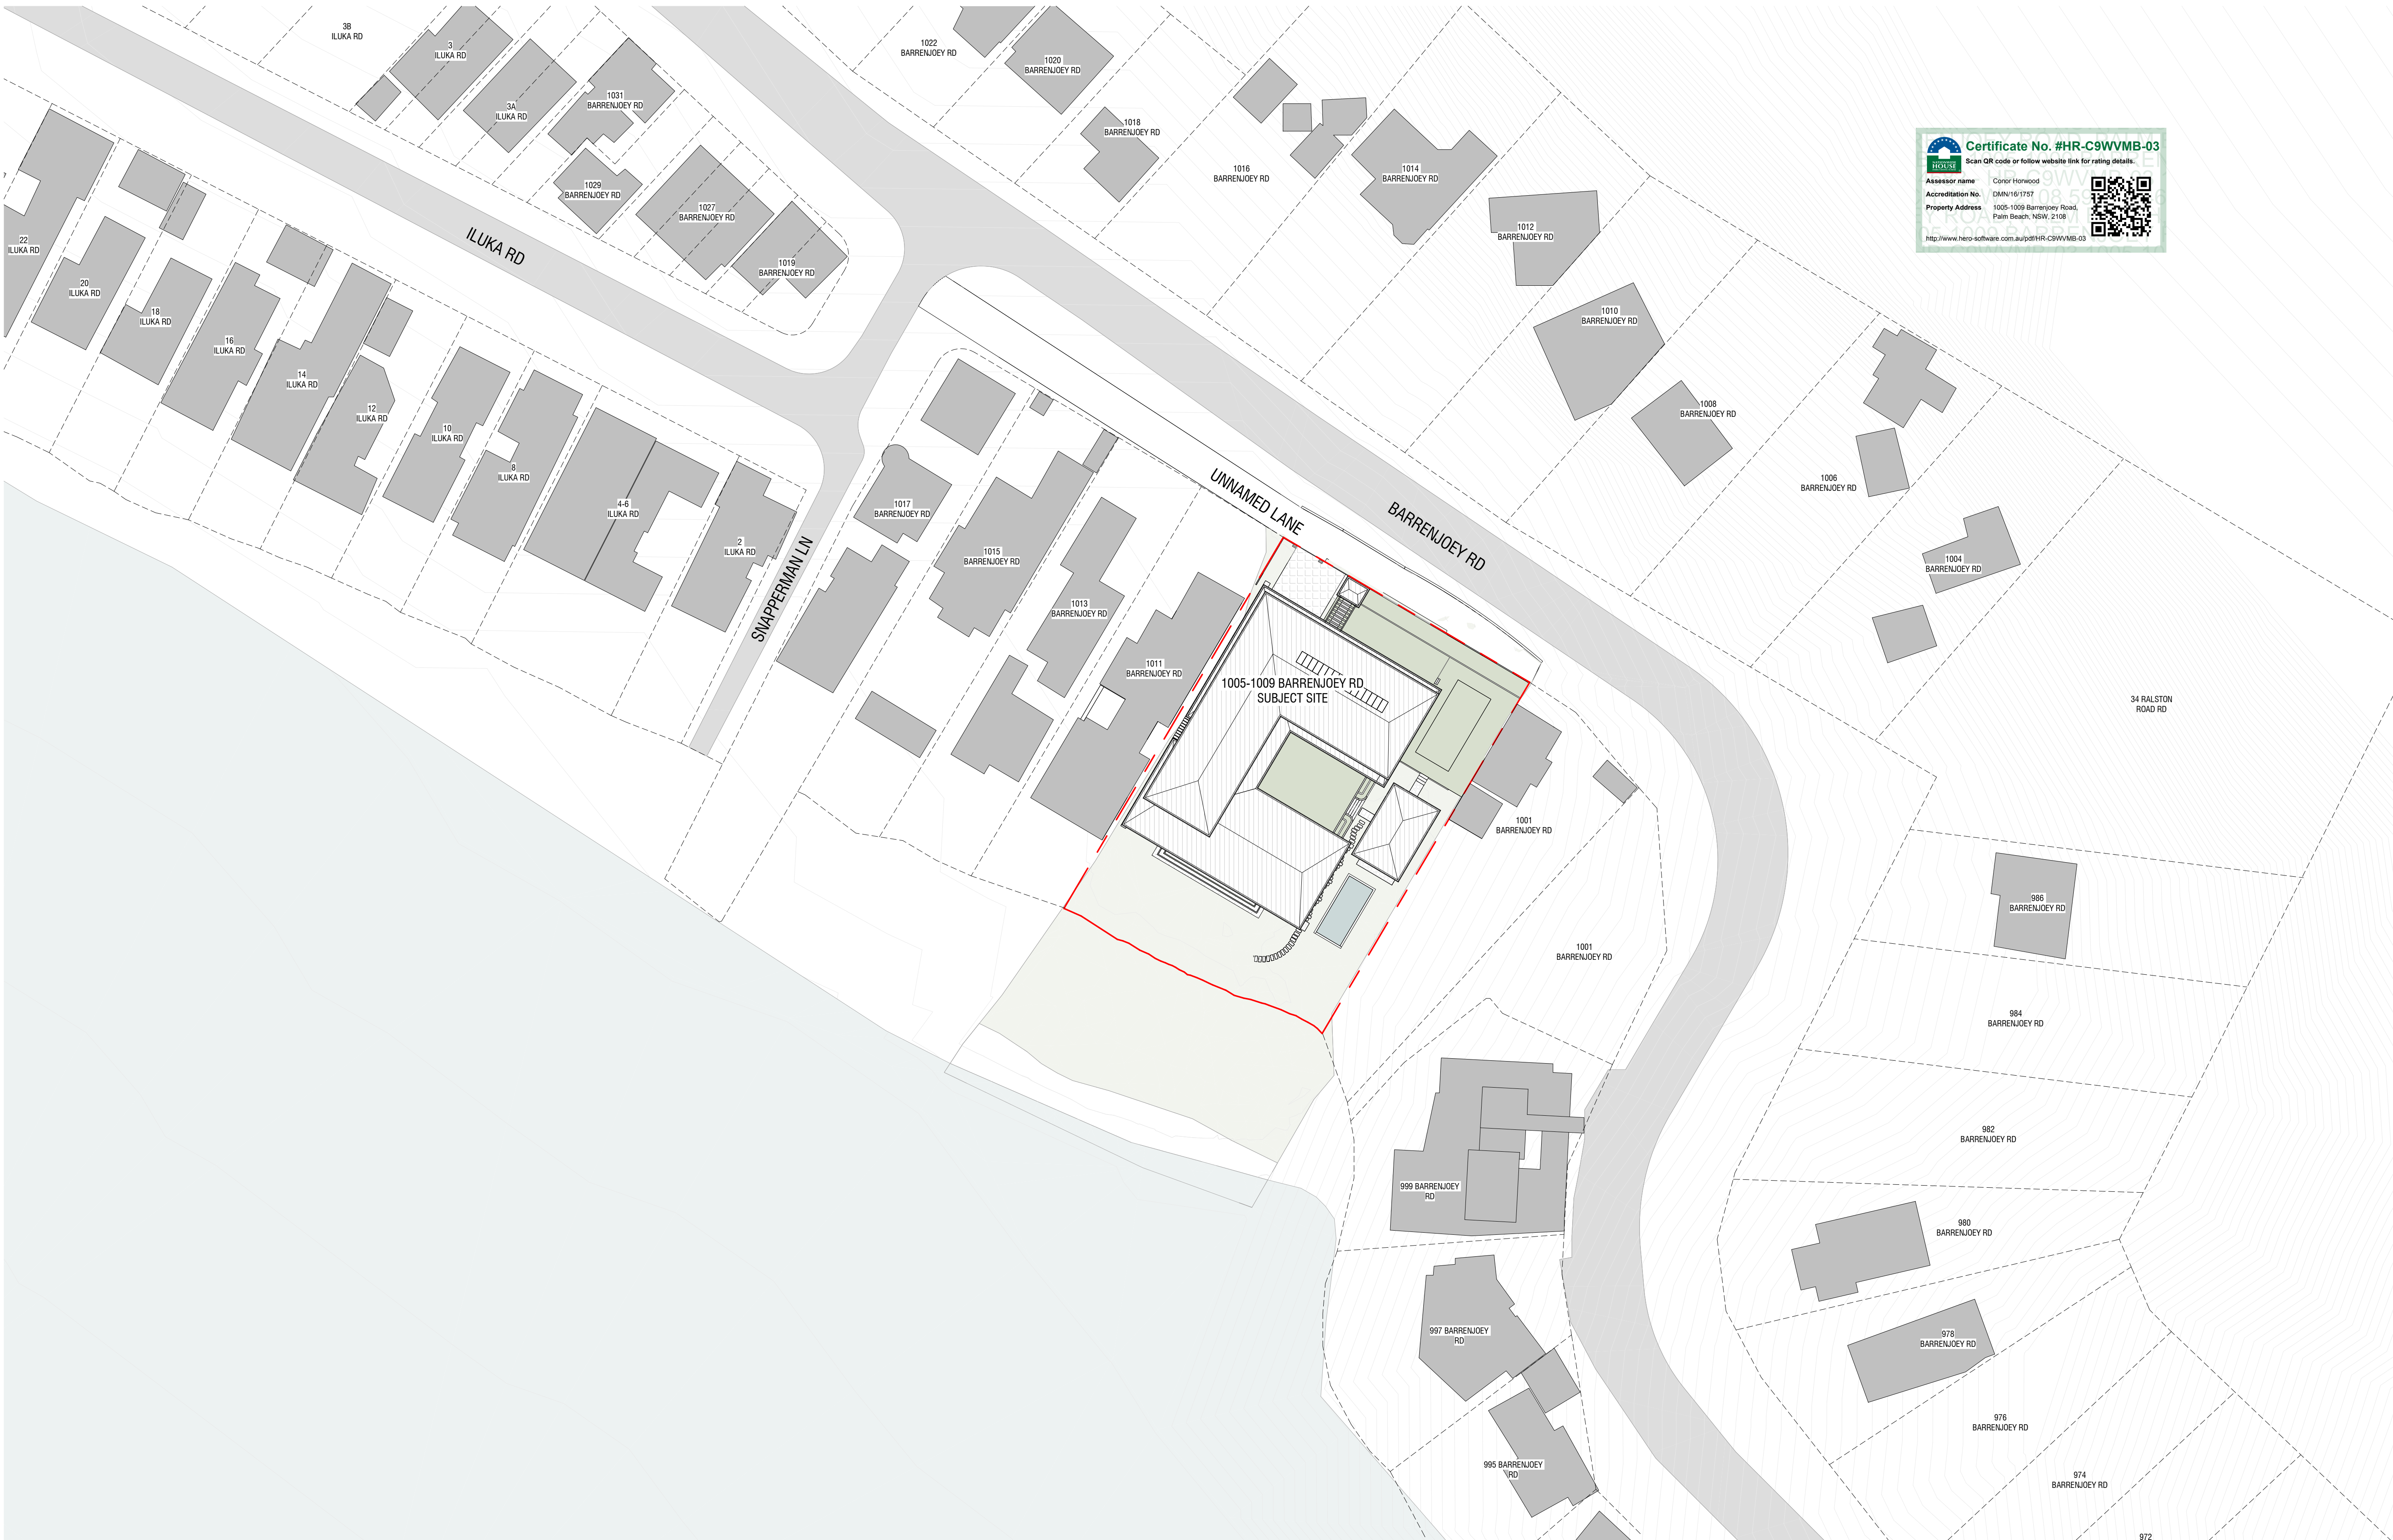 3B
ILUKA RD
3
ILUKA RD
3A
ILUKA RD
1031
BARRENJOEY RD
1029
BARRENJOEY RD
1027
BARRENJOEY RD
1019
BARRENJOEY RD
1022
BARRENJOEY RD
1020
BARRENJOEY RD
1018
BARRENJOEY RD
1016
BARRENJOEY RD
1014
BARRENJOEY RD
1012
BARRENJOEY RD
1010
BARRENJOEY RD
1008
BARRENJOEY RD
1006
BARRENJOEY RD
1004
BARRENJOEY RD
Certificate No. #HR-C9WVMB-03
Scan QR code or follow website link for rating details.
HOUSE
Assessor name Conor Horwood
Accreditation No. DMN/16/1757
Property Address 1005-1009 Barrenjoey Road,
Palm Beach, NSW, 2108
http://www.hero-software.com.au/pdf/HR-C9WVMB-03
22
ILUKA RD
20
ILUKA RD
18
ILUKA RD
16
ILUKA RD
14
ILUKA RD
12
ILUKA RD
10
ILUKA RD
8
ILUKA RD
4-6
ILUKA RD
2
ILUKA RD
ILUKA RD
SNAPPERMAN LN
UNNAMED LANE
BARRENJOEY RD
1017
BARRENJOEY RD
1015
BARRENJOEY RD
1013
BARRENJOEY RD
1011
BARRENJOEY RD
1005-1009 BARRENJOEY RD
SUBJECT SITE
1001
BARRENJOEY RD
1001
BARRENJOEY RD
34 RALSTON
ROAD RD
986
BARRENJOEY RD
984
BARRENJOEY RD
982
BARRENJOEY RD
980
BARRENJOEY RD
978
BARRENJOEY RD
976
BARRENJOEY RD
974
BARRENJOEY RD
972
999 BARRENJOEY
RD
997 BARRENJOEY
RD
995 BARRENJOEY
RD